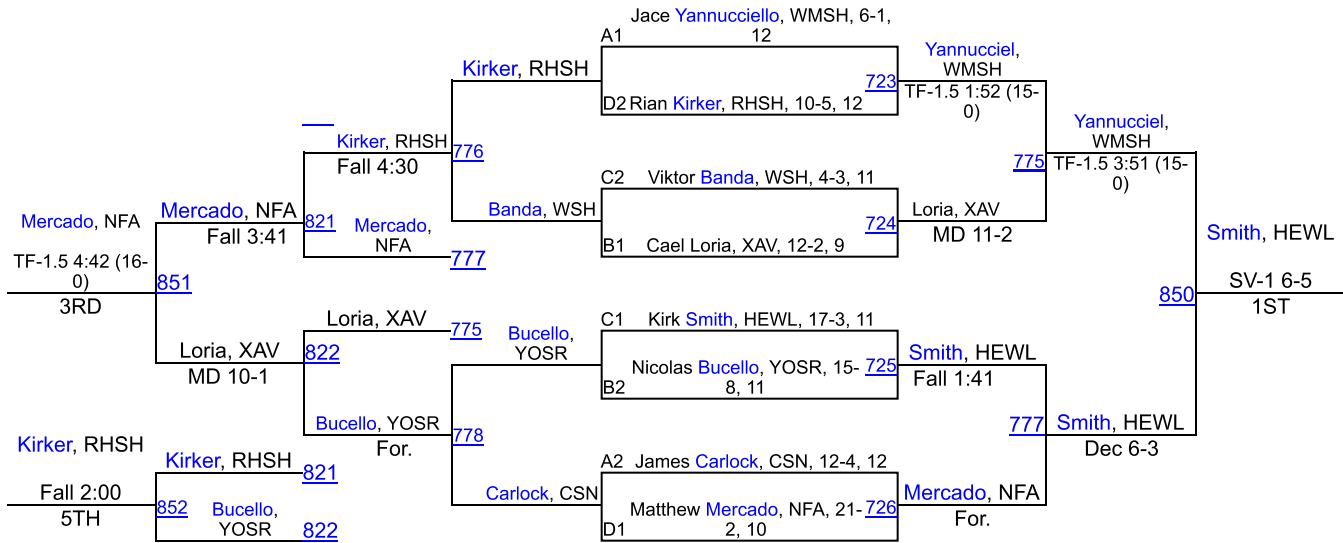 Jace Yannucciello, WMSH, 6-1,
12
A1
Kirker, RHSH
723
D2 Rian Kirker, RHSH, 10-5, 12
Yannucciel,
WMSH
TF-1.5 1:52 (15-
0)
Kirker, RHSH
Fall 4:30
776
Yannucciel,
WMSH
775
TF-1.5 3:51 (15-
0)
C2 Viktor Banda, WSH, 4-3, 11
Banda, WSH
724
B1 Cael Loria, XAV, 12-2, 9
Loria, XAV
MD 11-2
Mercado, NFA
TF-1.5 4:42 (16-
0)
3RD
Mercado, NFA
Fall 3:41
821
Mercado,
NFA
777
851
Smith, HEWL
SV-1 6-5
1ST
850
Loria, XAV
MD 10-1
822
Loria, XAV
775
Bucello,
YOSR
C1 Kirk Smith, HEWL, 17-3, 11
Nicolas Bucello, YOSR, 15-
8, 11
725
B2
Smith, HEWL
Fall 1:41
Bucello, YOSR
For.
778
777
Smith, HEWL
Dec 6-3
Kirker, RHSH
Fall 2:00
5TH
Kirker, RHSH
821
852
Bucello,
YOSR
822
A2 James Carlock, CSN, 12-4, 12
Carlock, CSN
Matthew Mercado, NFA, 21-
2, 10
726
D1
Mercado, NFA
For.